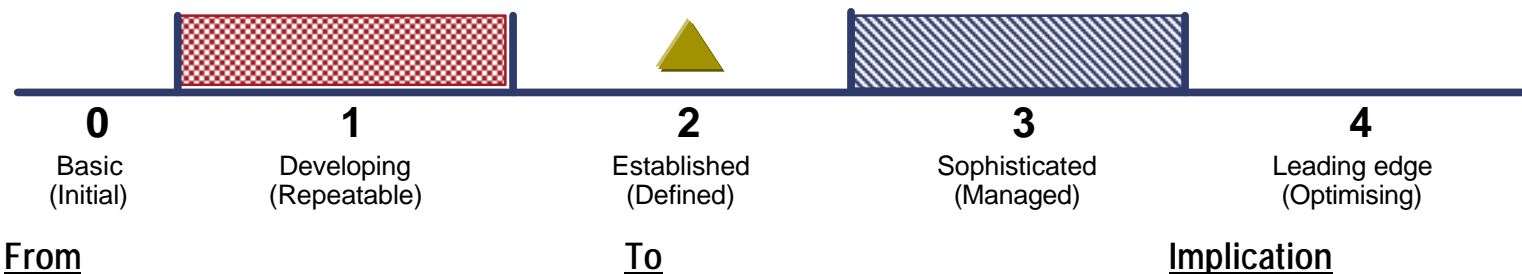 0 1 2 3 4
Basic Developing Established Sophisticated Leading edge
(Initial) (Repeatable) (Defined) (Managed) (Optimising)
From To Implication